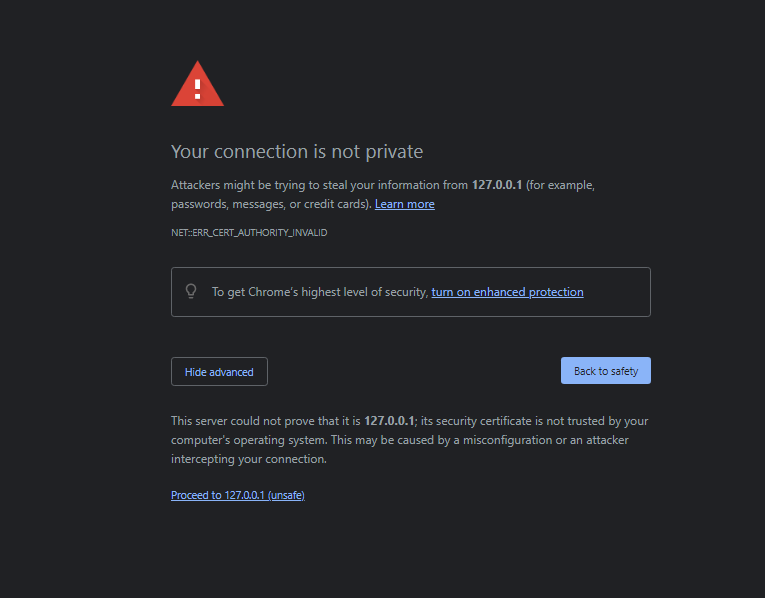 Your connection is not private
Attackers might be trying to steal your information from 127.0.0.1 (for example,
passwords, messages, or credit cards). Learn more
NET::ERR_CERT_AUTHORITY_INVALID
To get Chrome's highest level of security, turn on enhanced protection
Hide advanced
Back to safety
This server could not prove that it is 127.0.0.1; its security certificate is not trusted by your
computer's operating system. This may be caused by a misconfiguration or an attacker
intercepting your connection.
Proceed to 127.0.0.1 (unsafe)